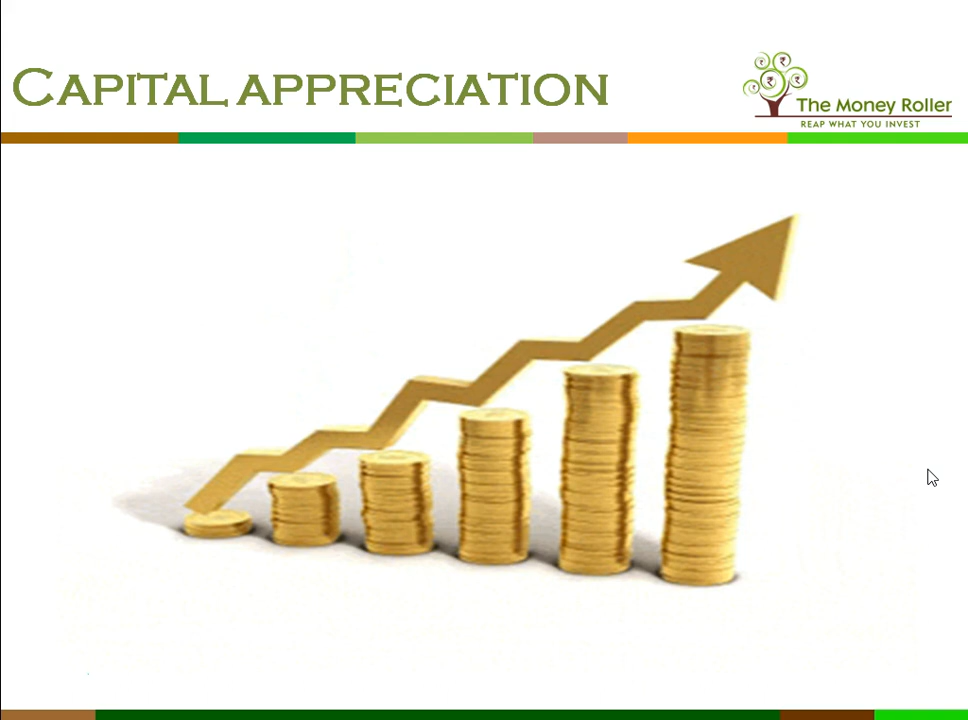 CAPITAL APPRECIATION
The Money Roller
REAP WHAT YOU INVEST